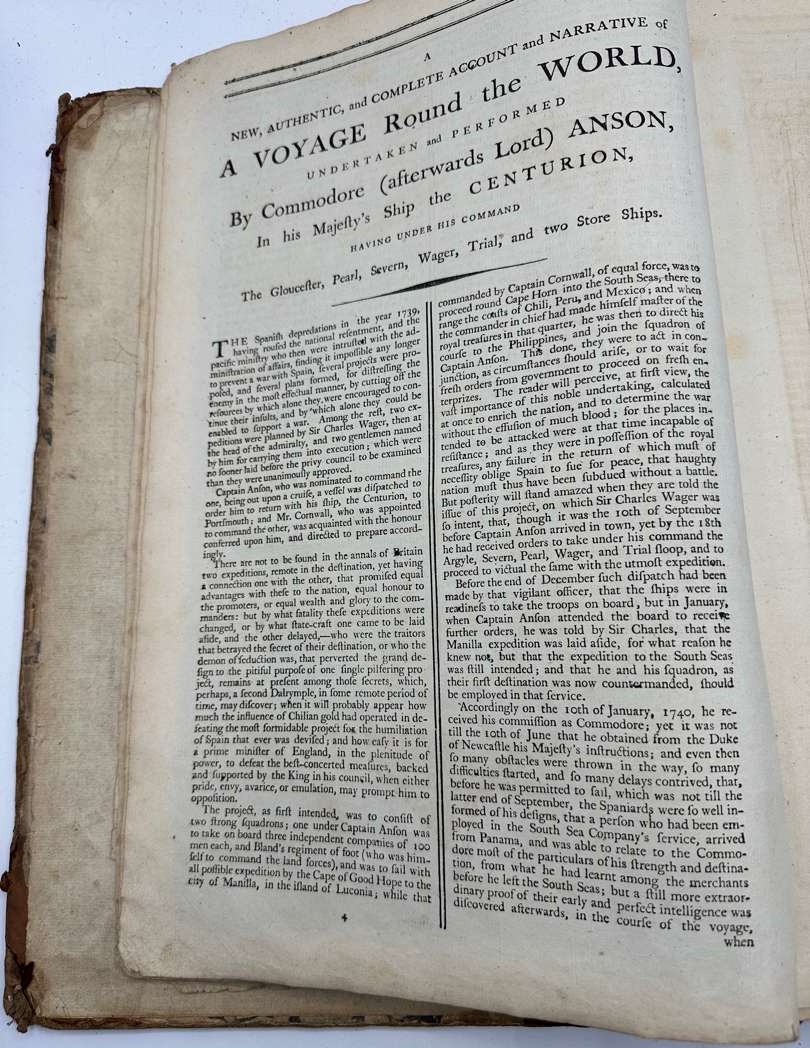 A
NEW, AUTHENTIC, and COMPLETE ACCOUNT and NARRATIVE of
A VOYAGE Round the WORLD,
UNDERTAKEN and PERFORMED
By Commodore (afterwards Lord) ANSON,
In his Majeſty's Ship the CENTURION,
HAVING UNDER HIS COMMAND
The Glouceſter, Pearl, Severn, Wager, Trial, and two Store Ships.
THE Spaniſh depredations in the year 1739,
having rouſed the national reſentment, and the
pacific miniſtry who then were intruſted with the ad-
miniſtration of affairs, finding it impoſſible any longer
to prevent a war with Spain, ſeveral projects were pro-
poſed, and ſeveral plans formed, for diſtreſſing the
enemy in the moſt effectual manner, by cutting off the
reſources by which alone they were encouraged to con-
tinue their inſults, and by which alone they could be
enabled to ſupport a war. Among the reſt, two ex-
peditions were planned by Sir Charles Wager, then at
the head of the admiralty, and two gentlemen named
by him for carrying them into execution; which were
no ſooner laid before the privy council to be examined
than they were unanimouſly approved.
Captain Anſon, who was nominated to command the
one, being out upon a cruiſe, a veſſel was diſpatched to
order him to return with his ſhip, the Centurion, to
Portſmouth; and Mr. Cornwall, who was appointed
to command the other, was acquainted with the honour
conferred upon him, and directed to prepare accord-
ingly.
There are not to be found in the annals of Britain
two expeditions, remote in the deſtination, yet having
a connection one with the other, that promiſed equal
advantages with theſe to the nation, equal honour to
the promoters, or equal wealth and glory to the com-
manders: but by what fatality theſe expeditions were
changed, or by what ſtate-craft one came to be laid
aſide, and the other delayed,—who were the traitors
that betrayed the ſecret of their deſtination, or who the
demon of ſeduction was, that perverted the grand de-
ſign to the pitiful purpoſe of one ſingle pilfering pro-
ject, remains at preſent among thoſe ſecrets, which,
perhaps, a ſecond Dalrymple, in ſome remote period of
time, may diſcover; when it will probably appear how
much the influence of Chilian gold had operated in de-
feating the moſt formidable project for the humiliation
of Spain that ever was deviſed; and how eaſy it is for
a prime miniſter of England, in the plenitude of
power, to defeat the beſt-concerted meaſures, backed
and ſupported by the King in his council, when either
pride, envy, avarice, or emulation, may prompt him to
oppoſition.
The project, as firſt intended, was to conſiſt of
two ſtrong ſquadrons; one under Captain Anſon was
to take on board three independent companies of 100
men each, and Bland's regiment of foot (who was him-
ſelf to command the land forces), and was to ſail with
all poſſible expedition by the Cape of Good Hope to the
city of Manilla, in the iſland of Luconia; while that
4
commanded by Captain Cornwall, of equal force, was to
proceed round Cape Horn into the South Seas, there to
range the coaſts of Chili, Peru, and Mexico; and when
the commander in chief had made himſelf maſter of the
royal treaſures in that quarter, he was then to direct his
courſe to the Philippines, and join the ſquadron of
Captain Anſon. This done, they were to act in con-
junction, as circumſtances ſhould ariſe, or to wait for
freſh orders from government to proceed on freſh en-
terprizes. The reader will perceive, at firſt view, the
vaſt importance of this noble undertaking, calculated
at once to enrich the nation, and to determine the war
without the effuſion of much blood; for the places in-
tended to be attacked were at that time incapable of
reſiſtance; and as they were in poſſeſſion of the royal
treaſures, any failure in the return of which muſt of
neceſſity oblige Spain to ſue for peace, that haughty
nation muſt thus have been ſubdued without a battle.
But poſterity will ſtand amazed when they are told the
iſſue of this project, on which Sir Charles Wager was
ſo intent, that, though it was the 10th of September
before Captain Anſon arrived in town, yet by the 18th
he had received orders to take under his command the
Argyle, Severn, Pearl, Wager, and Trial ſloop, and to
proceed to victual the ſame with the utmoſt expedition.
Before the end of December ſuch diſpatch had been
made by that vigilant officer, that the ſhips were in
readineſs to take the troops on board, but in January,
when Captain Anſon attended the board to receive
further orders, he was told by Sir Charles, that the
Manilla expedition was laid aſide, for what reaſon he
knew not, but that the expedition to the South Seas
was ſtill intended; and that he and his ſquadron, as
their firſt deſtination was now countermanded, ſhould
be employed in that ſervice.
Accordingly on the 10th of January, 1740, he re-
ceived his commiſſion as Commodore; yet it was not
till the 10th of June that he obtained from the Duke
of Newcaſtle his Majeſty's inſtructions; and even then
ſo many obſtacles were thrown in the way, ſo many
difficulties ſtarted, and ſo many delays contrived, that,
before he was permitted to ſail, which was not till the
latter end of September, the Spaniards were ſo well in-
formed of his deſigns, that a perſon who had been em-
ployed in the South Sea Company's ſervice, arrived
from Panama, and was able to relate to the Commo-
dore moſt of the particulars of his ſtrength and deſtina-
tion, from what he had learnt among the merchants
before he left the South Seas; but a ſtill more extraor-
dinary proof of their early and perfect intelligence was
diſcovered afterwards, in the courſe of the voyage,
when